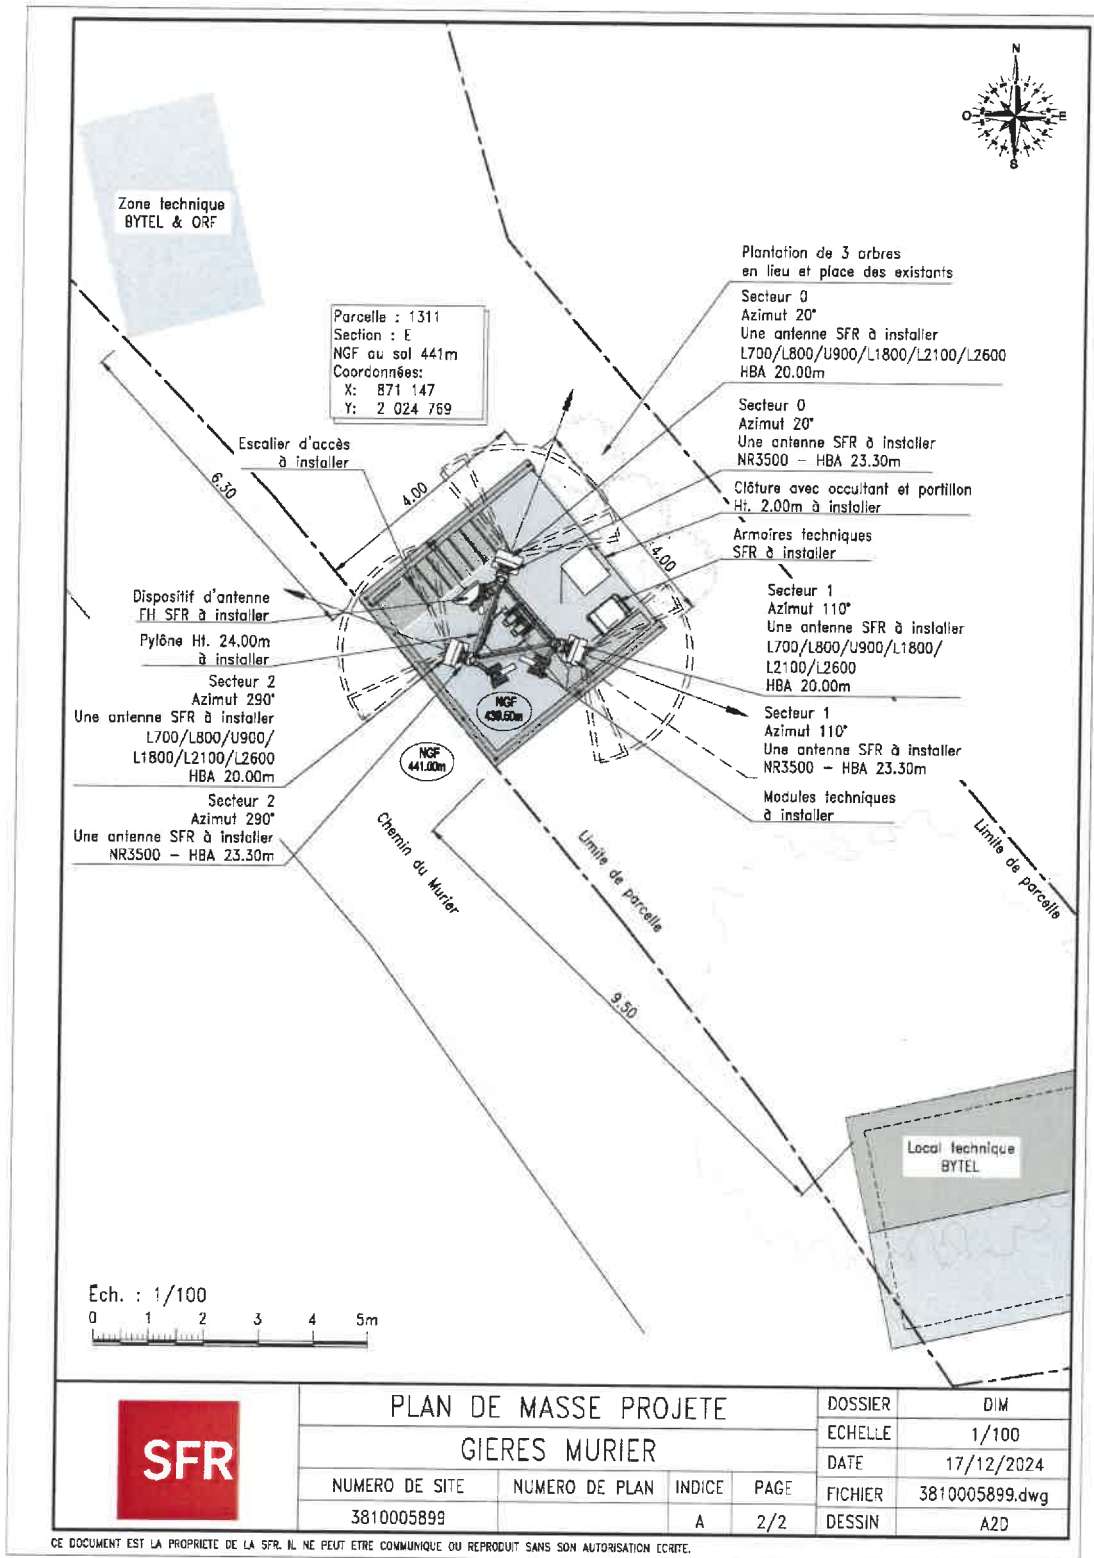 N
O
E
S
Zone technique
BYTEL & ORF
Plantation de 3 arbres
en lieu et place des existants
Secteur 0
Azimut 20°
Une antenne SFR à installer
L700/L800/U900/L1800/L2100/L2600
HBA 20.00m
Parcelle : 1311
Section : E
NGF au sol 441m
Coordonnées:
X: 871 147
Y: 2 024 769
Secteur 0
Azimut 20°
Une antenne SFR à installer
NR3500 - HBA 23.30m
Escalier d'accès
à installer
6.30
4.00
Clôture avec occultant et portillon
Ht. 2.00m à installer
Armoires techniques
SFR à installer
4.00
Dispositif d'antenne
FH SFR à installer
Pylône Ht. 24.00m
à installer
Secteur 1
Azimut 110°
Une antenne SFR à installer
L700/L800/U900/L1800/
L2100/L2600
HBA 20.00m
Secteur 2
Azimut 290°
Une antenne SFR à installer
L700/L800/U900/
L1800/L2100/L2600
HBA 20.00m
NGF
439.60m
NGF
441.00m
Secteur 1
Azimut 110°
Une antenne SFR à installer
NR3500 - HBA 23.30m
Secteur 2
Azimut 290°
Une antenne SFR à installer
NR3500 - HBA 23.30m
Modules techniques
à installer
Chemin du Murier
Limite de parcelle
Limite de parcelle
9.50
Local technique
BYTEL
Ech. : 1/100
0 1 2 3 4 5m
SFR
PLAN DE MASSE PROJETE
GIERES MURIER
NUMERO DE SITE NUMERO DE PLAN INDICE PAGE
3810005899 A 2/2
DOSSIER DIM
ECHELLE 1/100
DATE 17/12/2024
FICHIER 3810005899.dwg
DESSIN A2D
CE DOCUMENT EST LA PROPRIETE DE LA SFR. IL NE PEUT ETRE COMMUNIQUE OU REPRODUIT SANS SON AUTORISATION ECRITE.